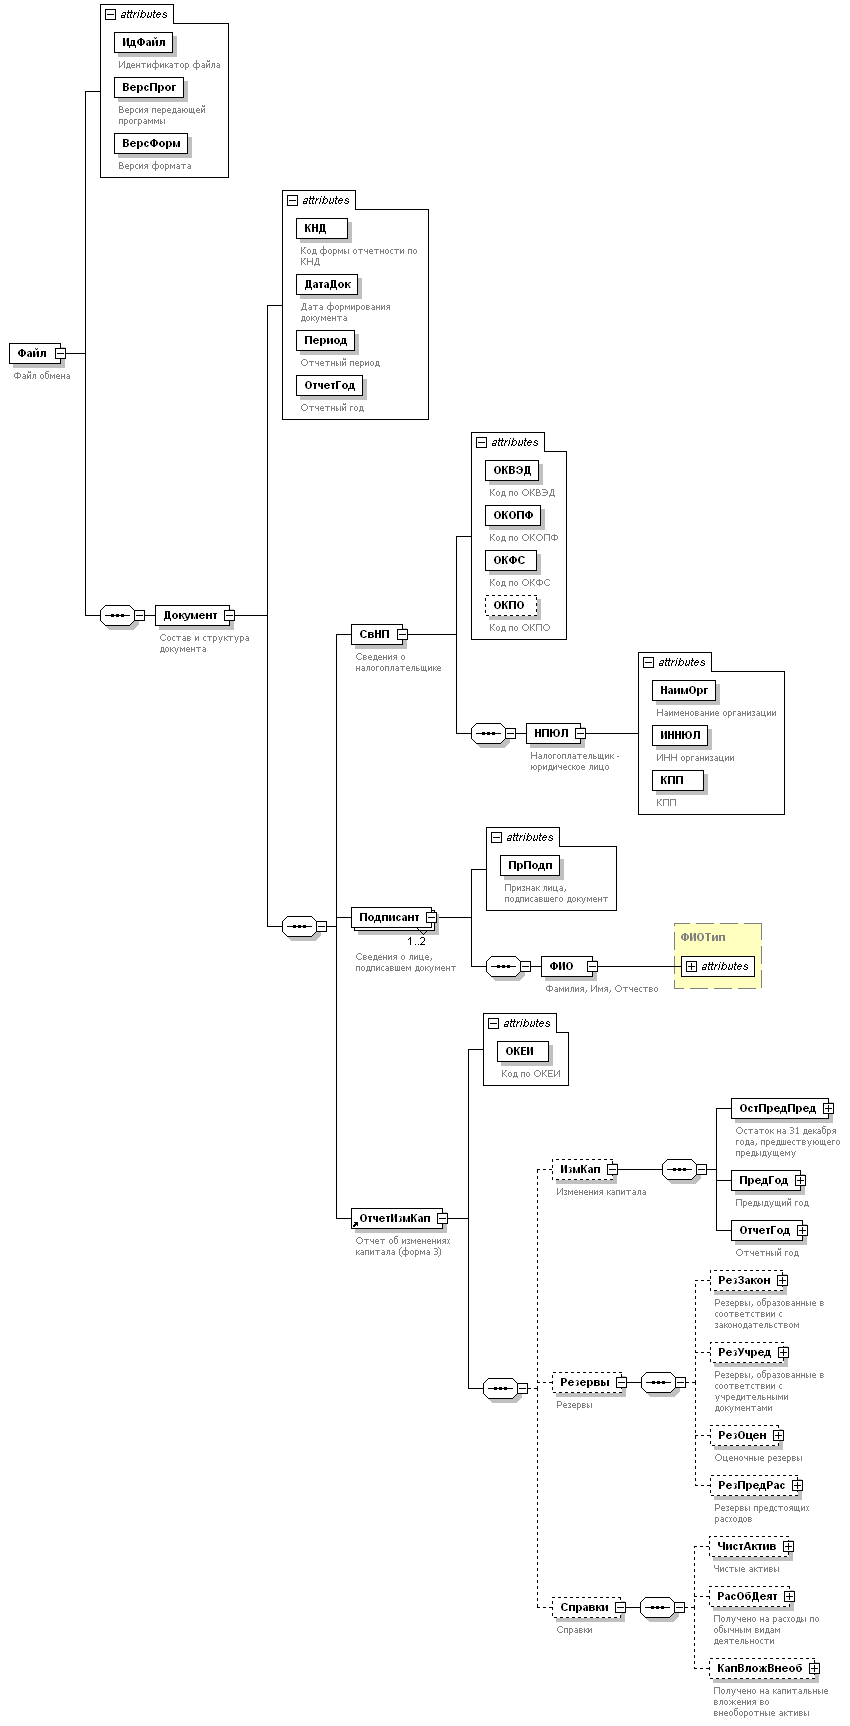 attributes
ИдФайл
Идентификатор файла
ВерсПрог
Версия передающей
программы
ВерсФорм
Версия формата
attributes
КНД
Код формы отчетности по
КНД
ДатаДок
Дата формирования
документа
Период
Отчетный период
ОтчетГод
Отчетный год
Файл
Файл обмена
attributes
ОКВЭД
Код по ОКВЭД
ОКОПФ
Код по ОКОПФ
ОКФС
Код по ОКФС
ОКПО
Код по ОКПО
Документ
Состав и структура
документа
СвНП
Сведения о
налогоплательщике
attributes
НаимОрг
Наименование организации
ИННЮЛ
ИНН организации
КПП
КПП
НПЮЛ
Налогоплательщик -
юридическое лицо
attributes
ПрПодп
Признак лица,
подписавшего документ
Подписант
1..2
Сведения о лице,
подписавшем документ
ФИО
Фамилия, Имя, Отчество
ФИОТип
attributes
attributes
ОКЕИ
Код по ОКЕИ
ОтчетИзмКап
Отчет об изменениях
капитала (форма 3)
ИзмКап
Изменения капитала
ОстПредПред
Остаток на 31 декабря
года, предшествующего
предыдущему
ПредГод
Предыдущий год
ОтчетГод
Отчетный год
Резервы
Резервы
РезЗакон
Резервы, образованные в
соответствии с
законодательством
РезУчред
Резервы, образованные в
соответствии с
учредительными
документами
РезОцен
Оценочные резервы
РезПредРас
Резервы предстоящих
расходов
Справки
Справки
ЧистАктив
Чистые активы
РасОбДеят
Получено на расходы по
обычным видам
деятельности
КапВложВнеоб
Получено на капитальные
вложения во
внеоборотные активы